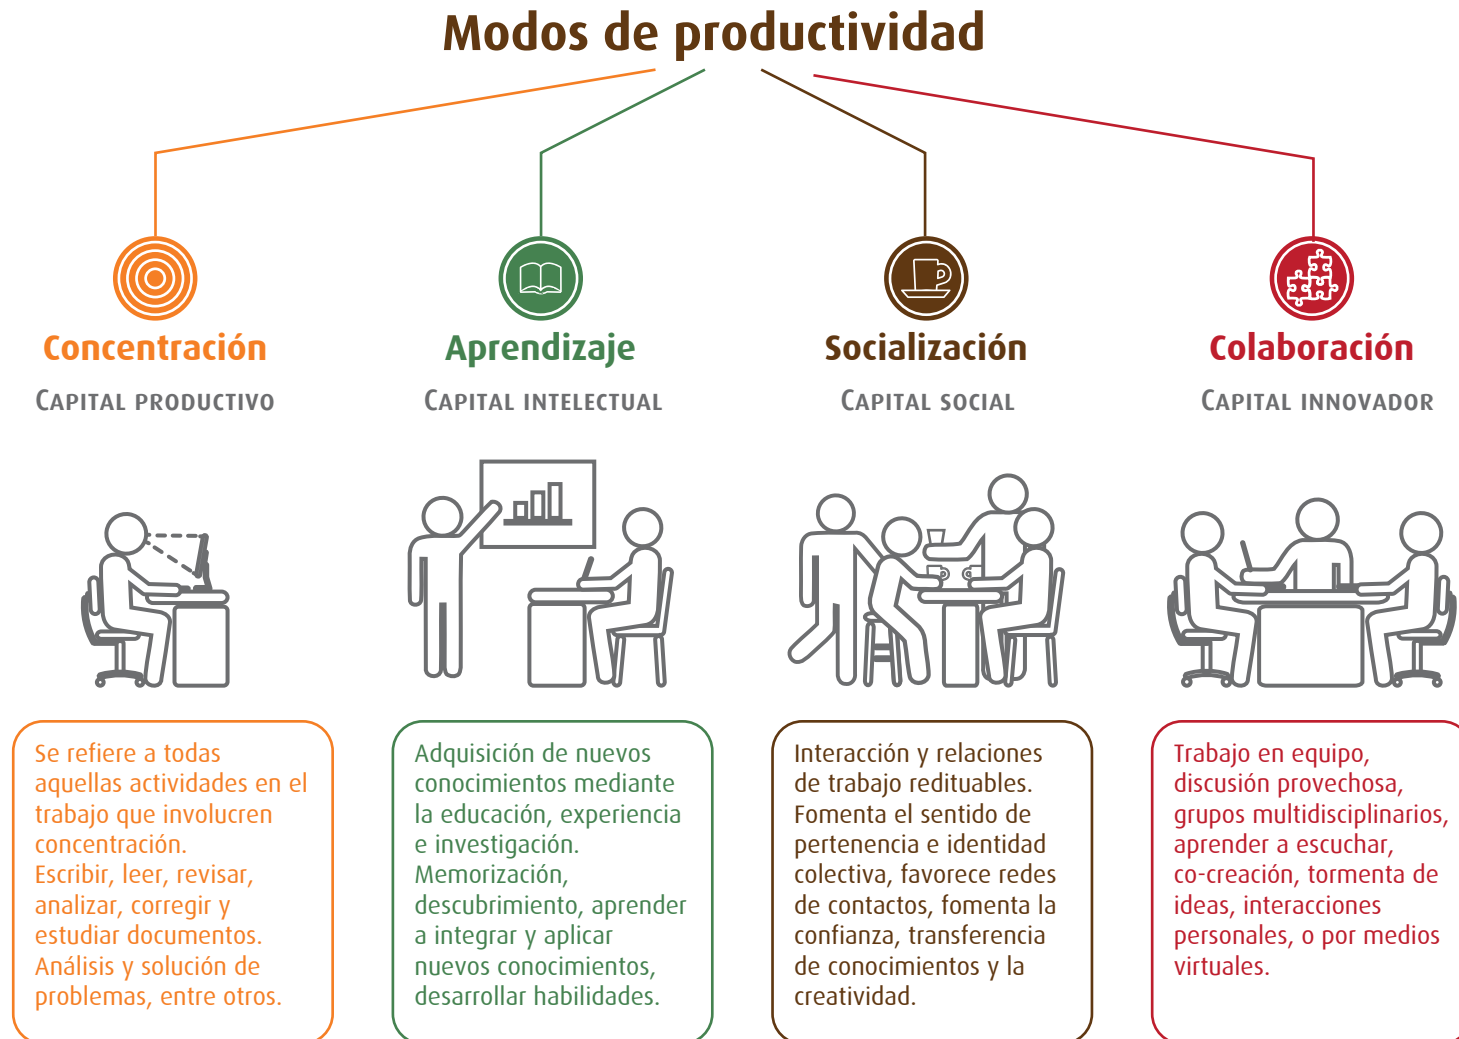 Modos de productividad
Concentración
CAPITAL PRODUCTIVO
Se refiere a todas
aquellas actividades en el
trabajo que involucren
concentración.
Escribir, leer, revisar,
analizar, corregir y
estudiar documentos.
Análisis y solución de
problemas, entre otros.
Aprendizaje
CAPITAL INTELECTUAL
Adquisición de nuevos
conocimientos mediante
la educación, experiencia
e investigación.
Memorización,
descubrimiento, aprender
a integrar y aplicar
nuevos conocimientos,
desarrollar habilidades.
Socialización
CAPITAL SOCIAL
Interacción y relaciones
de trabajo redituables.
Fomenta el sentido de
pertenencia e identidad
colectiva, favorece redes
de contactos, fomenta la
confianza, transferencia
de conocimientos y la
creatividad.
Colaboración
CAPITAL INNOVADOR
Trabajo en equipo,
discusión provechosa,
grupos multidisciplinarios,
aprender a escuchar,
co-creación, tormenta de
ideas, interacciones
personales, o por medios
virtuales.